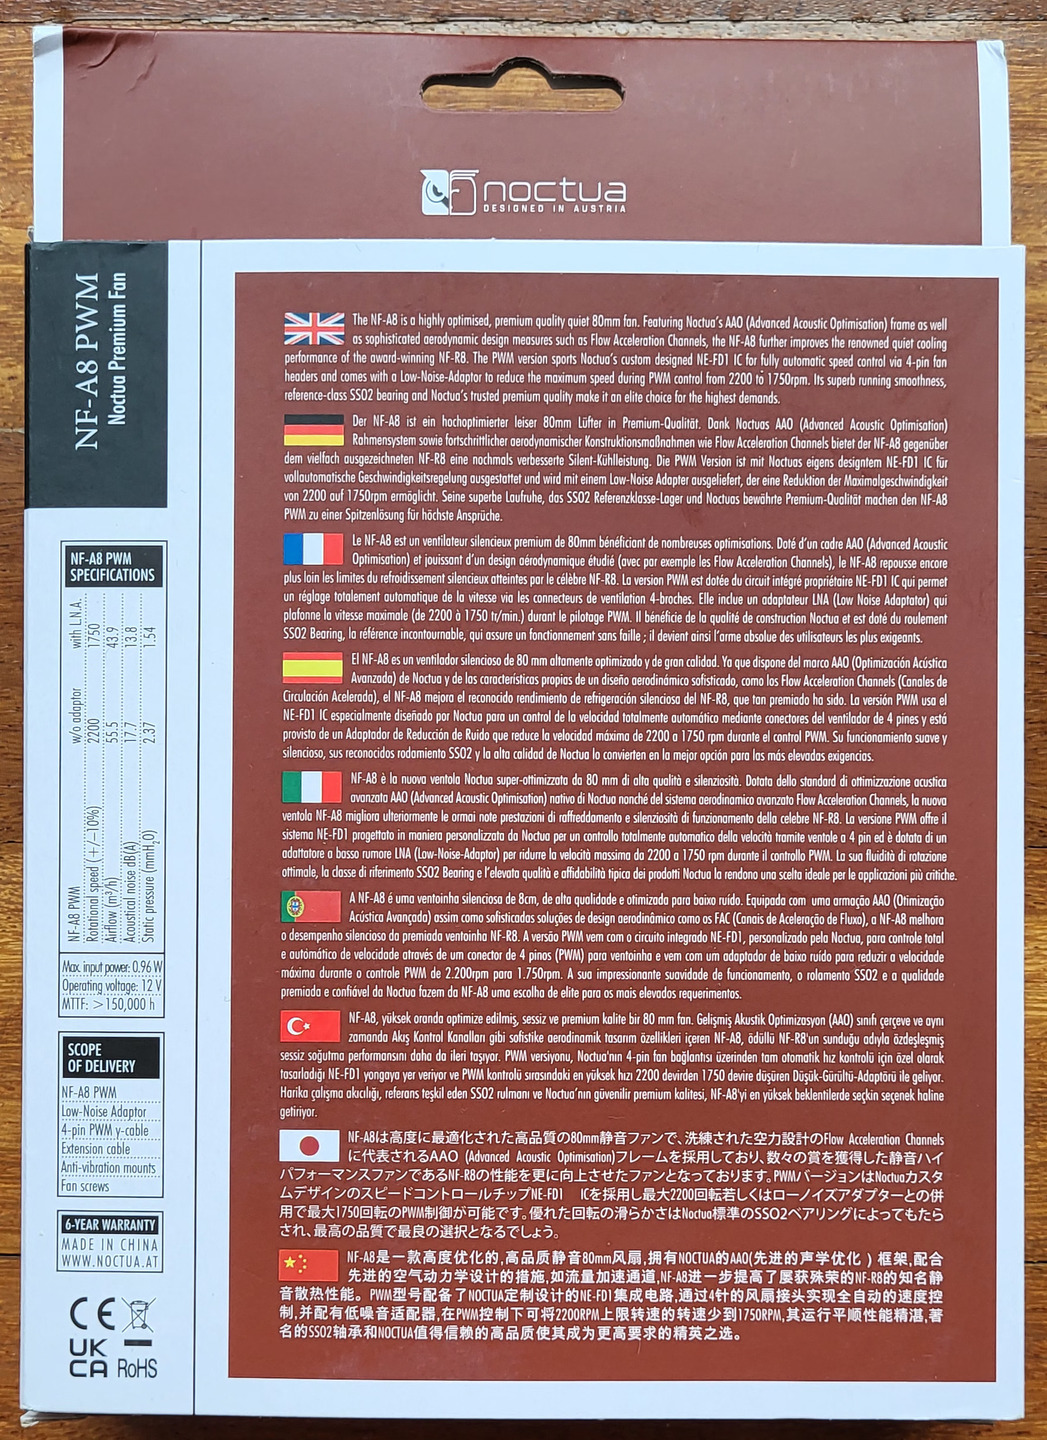 noctua
DESIGNED IN AUSTRIA
NF-A8 PWM
Noctua Premium Fan
NF-A8 PWM
SPECIFICATIONS
w/o adaptor with L.N.A.
NF-A8 PWM
Rotational speed (+/-10%) 2200 1750
Airflow (m³/h) 55.5 43.9
Acoustical noise dB(A) 17.7 13.8
Static pressure (mmH₂O) 2.37 1.54
Max. input power: 0.96 W
Operating voltage: 12 V
MTTF: > 150,000 h
SCOPE
OF DELIVERY
NF-A8 PWM
Low-Noise Adaptor
4-pin PWM y-cable
Extension cable
Anti-vibration mounts
Fan screws
6-YEAR WARRANTY
MADE IN CHINA
WWW.NOCTUA.AT
CE
UK
CA RoHS
The NF-A8 is a highly optimised, premium quality quiet 80mm fan. Featuring Noctua's AAO (Advanced Acoustic Optimisation) frame as well
as sophisticated aerodynamic design measures such as Flow Acceleration Channels, the NF-A8 further improves the renowned quiet cooling
performance of the award-winning NF-R8. The PWM version sports Noctua's custom designed NE-FD1 IC for fully automatic speed control via 4-pin fan
headers and comes with a Low-Noise-Adaptor to reduce the maximum speed during PWM control from 2200 to 1750rpm. Its superb running smoothness,
reference-class SSO2 bearing and Noctua's trusted premium quality make it an elite choice for the highest demands.
Der NF-A8 ist ein hochoptimierter leiser 80mm Lüfter in Premium-Qualität. Dank Noctuas AAO (Advanced Acoustic Optimisation)
Rahmensystem sowie fortschrittlicher aerodynamischer Konstruktionsmaßnahmen wie Flow Acceleration Channels bietet der NF-A8 gegenüber
dem vielfach ausgezeichneten NF-R8 eine nochmals verbesserte Silent-Kühlleistung. Die PWM Version ist mit Noctuas eigens designtem NE-FD1 IC für
vollautomatische Geschwindigkeitsregelung ausgestattet und wird mit einem Low-Noise Adapter ausgeliefert, der eine Reduktion der Maximalgeschwindigkeit
von 2200 auf 1750rpm ermöglicht. Seine superbe Laufruhe, das SSO2 Referenzklasse-Lager und Noctuas bewährte Premium-Qualität machen den NF-A8
PWM zu einer Spitzenlösung für höchste Ansprüche.
Le NF-A8 est un ventilateur silencieux premium de 80mm bénéficiant de nombreuses optimisations. Doté d'un cadre AAO (Advanced Acoustic
Optimisation) et jouissant d'un design aérodynamique étudié (avec par exemple les Flow Acceleration Channels), le NF-A8 repousse encore
plus loin les limites du refroidissement silencieux atteintes par le célèbre NF-R8. La version PWM est dotée du circuit intégré propriétaire NE-FD1 IC qui permet
un réglage totalement automatique de la vitesse via les connecteurs de ventilation 4-broches. Elle inclue un adaptateur LNA (Low Noise Adaptator) qui
plafonne la vitesse maximale (de 2200 à 1750 tr/min.) durant le pilotage PWM. Il bénéficie de la qualité de construction Noctua et est doté du roulement
SSO2 Bearing, la référence incontournable, qui assure un fonctionnement sans faille ; il devient ainsi l'arme absolue des utilisateurs les plus exigeants.
El NF-A8 es un ventilador silencioso de 80 mm altamente optimizado y de gran calidad. Ya que dispone del marco AAO (Optimización Acústica
Avanzada) de Noctua y de las características propias de un diseño aerodinámico sofisticado, como los Flow Acceleration Channels (Canales de
Circulación Acelerada), el NF-A8 mejora el reconocido rendimiento de refrigeración silenciosa del NF-R8, que tan premiado ha sido. La versión PWM usa el
NE-FD1 IC especialmente diseñado por Noctua para un control de la velocidad totalmente automático mediante conectores del ventilador de 4 pines y está
provisto de un Adaptador de Reducción de Ruido que reduce la velocidad máxima de 2200 a 1750 rpm durante el control PWM. Su funcionamiento suave y
silencioso, sus reconocidos rodamiento SSO2 y la alta calidad de Noctua lo convierten en la mejor opción para las más elevadas exigencias.
NF-A8 è la nuova ventola Noctua super-ottimizzata da 80 mm di alta qualità e silenziosità. Dotata dello standard di ottimizzazione acustica
avanzata AAO (Advanced Acoustic Optimisation) nativo di Noctua nonché del sistema aerodinamico avanzato Flow Acceleration Channels, la nuova
ventola NF-A8 migliora ulteriormente le ormai note prestazioni di raffreddamento e silenziosità di funzionamento della celebre NF-R8. La versione PWM offre il
sistema NE-FD1 progettato in maniera personalizzata da Noctua per un controllo totalmente automatico della velocità tramite ventole a 4 pin ed è dotata di un
adattatore a basso rumore LNA (Low-Noise-Adaptor) per ridurre la velocità massima da 2200 a 1750 rpm durante il controllo PWM. La sua fluidità di rotazione
ottimale, la classe di riferimento SSO2 Bearing e l'elevata qualità e affidabilità tipica dei prodotti Noctua la rendono una scelta ideale per le applicazioni più critiche.
A NF-A8 é uma ventoinha silenciosa de 8cm, de alta qualidade e otimizada para baixo ruído. Equipada com uma armação AAO (Otimização
Acústica Avançada) assim como sofisticadas soluções de design aerodinâmico como os FAC (Canais de Aceleração de Fluxo), a NF-A8 melhora
o desempenho silencioso da premiada ventoinha NF-R8. A versão PWM vem com o circuito integrado NE-FD1, personalizado pela Noctua, para controle total
e automático de velocidade através de um conector de 4 pinos (PWM) para ventoinha e vem com um adaptador de baixo ruído para reduzir a velocidade
máxima durante o controle PWM de 2.200rpm para 1.750rpm. A sua impressionante suavidade de funcionamento, o rolamento SSO2 e a qualidade
premiada e confiável da Noctua fazem da NF-A8 uma escolha de elite para os mais elevados requerimentos.
NF-A8, yüksek oranda optimize edilmiş, sessiz ve premium kalite bir 80 mm fan. Gelişmiş Akustik Optimizasyon (AAO) sınıfı çerçeve ve aynı
zamanda Akış Kontrol Kanalları gibi sofistike aerodinamik tasarım özellikleri içeren NF-A8, ödüllü NF-R8'un sunduğu adıyla özdeşleşmiş
sessiz soğutma performansını daha da ileri taşıyor. PWM versiyonu, Noctua'nın 4-pin fan bağlantısı üzerinden tam otomatik hız kontrolü için özel olarak
tasarladığı NE-FD1 yongaya yer veriyor ve PWM kontrolü sırasındaki en yüksek hızı 2200 devirden 1750 devire düşüren Düşük-Gürültü-Adaptörü ile geliyor.
Harika çalışma akıcılığı, referans teşkil eden SSO2 rulmanı ve Noctua'nın güvenilir premium kalitesi, NF-A8'yi en yüksek beklentilerde seçkin seçenek haline
getiriyor.
NF-A8は高度に最適化された高品質の80mm静音ファンで、洗練された空力設計のFlow Acceleration Channels
に代表されるAAO (Advanced Acoustic Optimisation)フレームを採用しており、数々の賞を獲得した静音ハイ
パフォーマンスファンであるNF-R8の性能を更に向上させたファンとなっております。PWMバージョンはNoctuaカスタ
ムデザインのスピードコントロールチップNE-FD1 ICを採用し最大2200回転若しくはローノイズアダプターとの併
用で最大1750回転のPWM制御が可能です。優れた回転の滑らかさはNoctua標準のSSO2ベアリングによってもたら
され、最高の品質で最良の選択となるでしょう。
NF-A8是一款高度优化的,高品质静音80mm风扇,拥有NOCTUA的AAO(先进的声学优化）框架,配合
先进的空气动力学设计的措施,如流量加速通道,NF-A8进一步提高了屡获殊荣的NF-R8的知名静
音散热性能。PWM型号配备了NOCTUA定制设计的NE-FD1集成电路,通过4针的风扇接头实现全自动的速度控
制,并配有低噪音适配器,在PWM控制下可将2200RPM上限转速的转速少到1750RPM,其运行平顺性能精湛,著
名的SSO2轴承和NOCTUA值得信赖的高品质使其成为更高要求的精英之选。